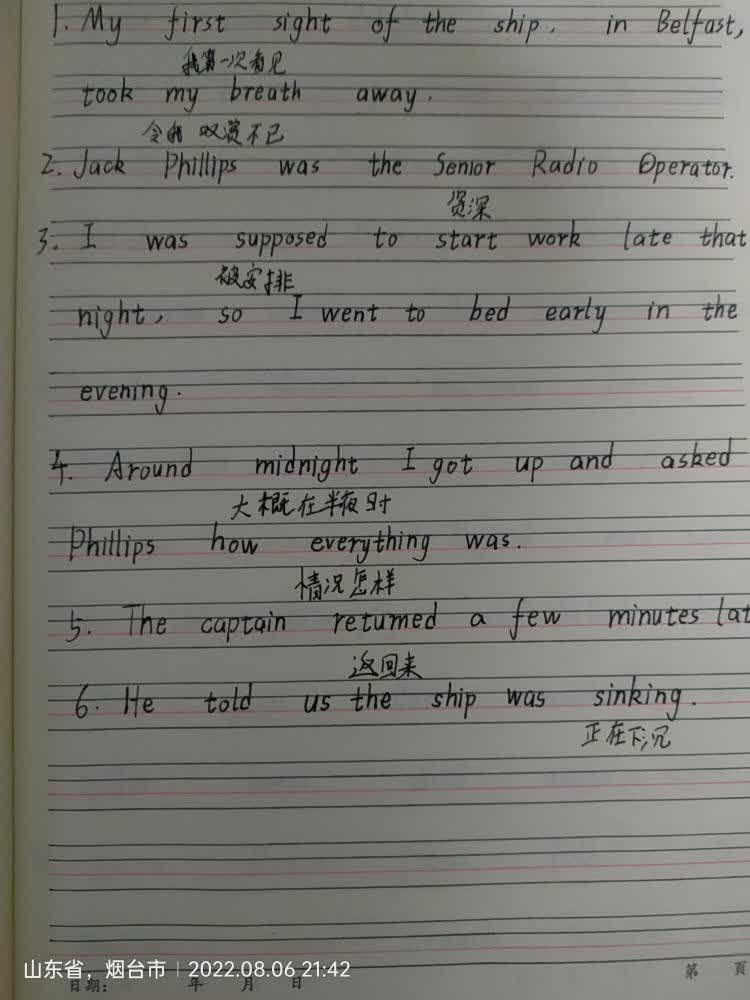 1. My first sight of the ship, in Belfast,
我第一次看见
took my breath away.
令我叹赏不已
2. Jack Phillips was the Senior Radio Operator.
资深
3. I was supposed to start work late that
被安排
night, so I went to bed early in the
evening.
4. Around midnight I got up and asked
大概在半夜时
Phillips how everything was.
情况怎样
5. The captain returned a few minutes lat
返回来
6. He told us the ship was sinking.
正在下沉
山东省，烟台市 | 2022.08.06 21:42
日期： 年 月 日
第 頁